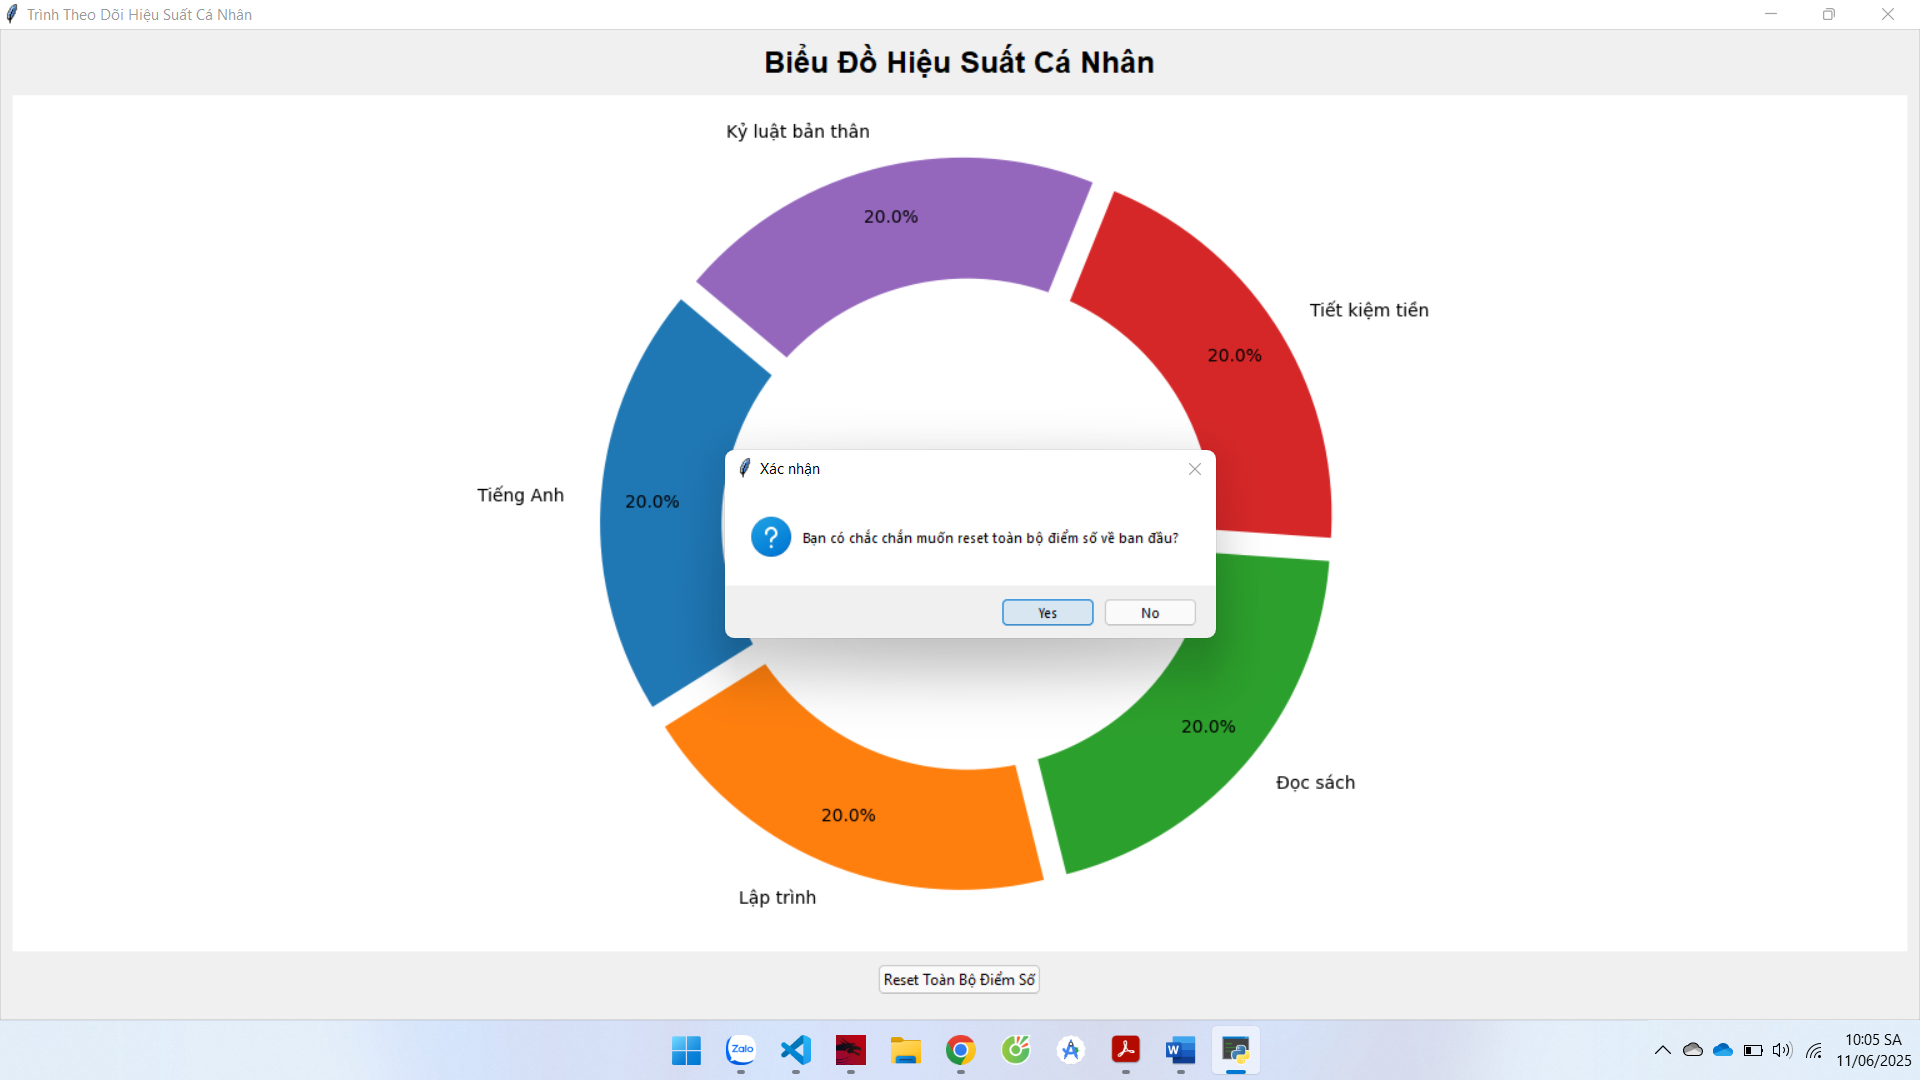 Trình Theo Dõi Hiệu Suất Cá Nhân
Biểu Đồ Hiệu Suất Cá Nhân
Kỷ luật bản thân
20.0%
Tiết kiệm tiền
20.0%
Tiếng Anh
20.0%
Xác nhận
Bạn có chắc chắn muốn reset toàn bộ điểm số về ban đầu?
Yes
No
20.0%
Đọc sách
20.0%
Lập trình
Reset Toàn Bộ Điểm Số
Zalo
W
10:05 SA
11/06/2025